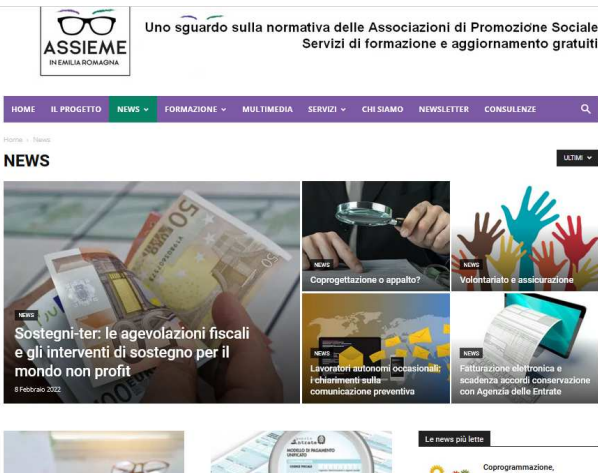 ASSIEME
IN EMILIA ROMAGNA
Uno sguardo sulla normativa delle Associazioni di Promozione Sociale
Servizi di formazione e aggiornamento gratuiti
HOME IL PROGETTO NEWS FORMAZIONE MULTIMEDIA SERVIZI CHI SIAMO NEWSLETTER CONSULENZE
Home News
NEWS
ULTIMI
50
NEWS
Sostegni-ter: le agevolazioni fiscali
e gli interventi di sostegno per il
mondo non profit
8 Febbraio 2022
NEWS
Coprogettazione o appalto?
NEWS
Volontariato e assicurazione
NEWS
Lavoratori autonomi occasionali:
i chiarimenti sulla
comunicazione preventiva
NEWS
Fatturazione elettronica e
scadenza accordi conservazione
con Agenzia delle Entrate
MODELLO DI PAGAMENTO
UNIFICATO
Le news più lette
Coprogrammazione,